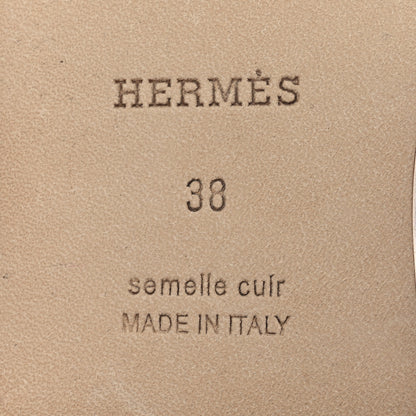 HERMÈS
38
semelle cuir
MADE IN ITALY